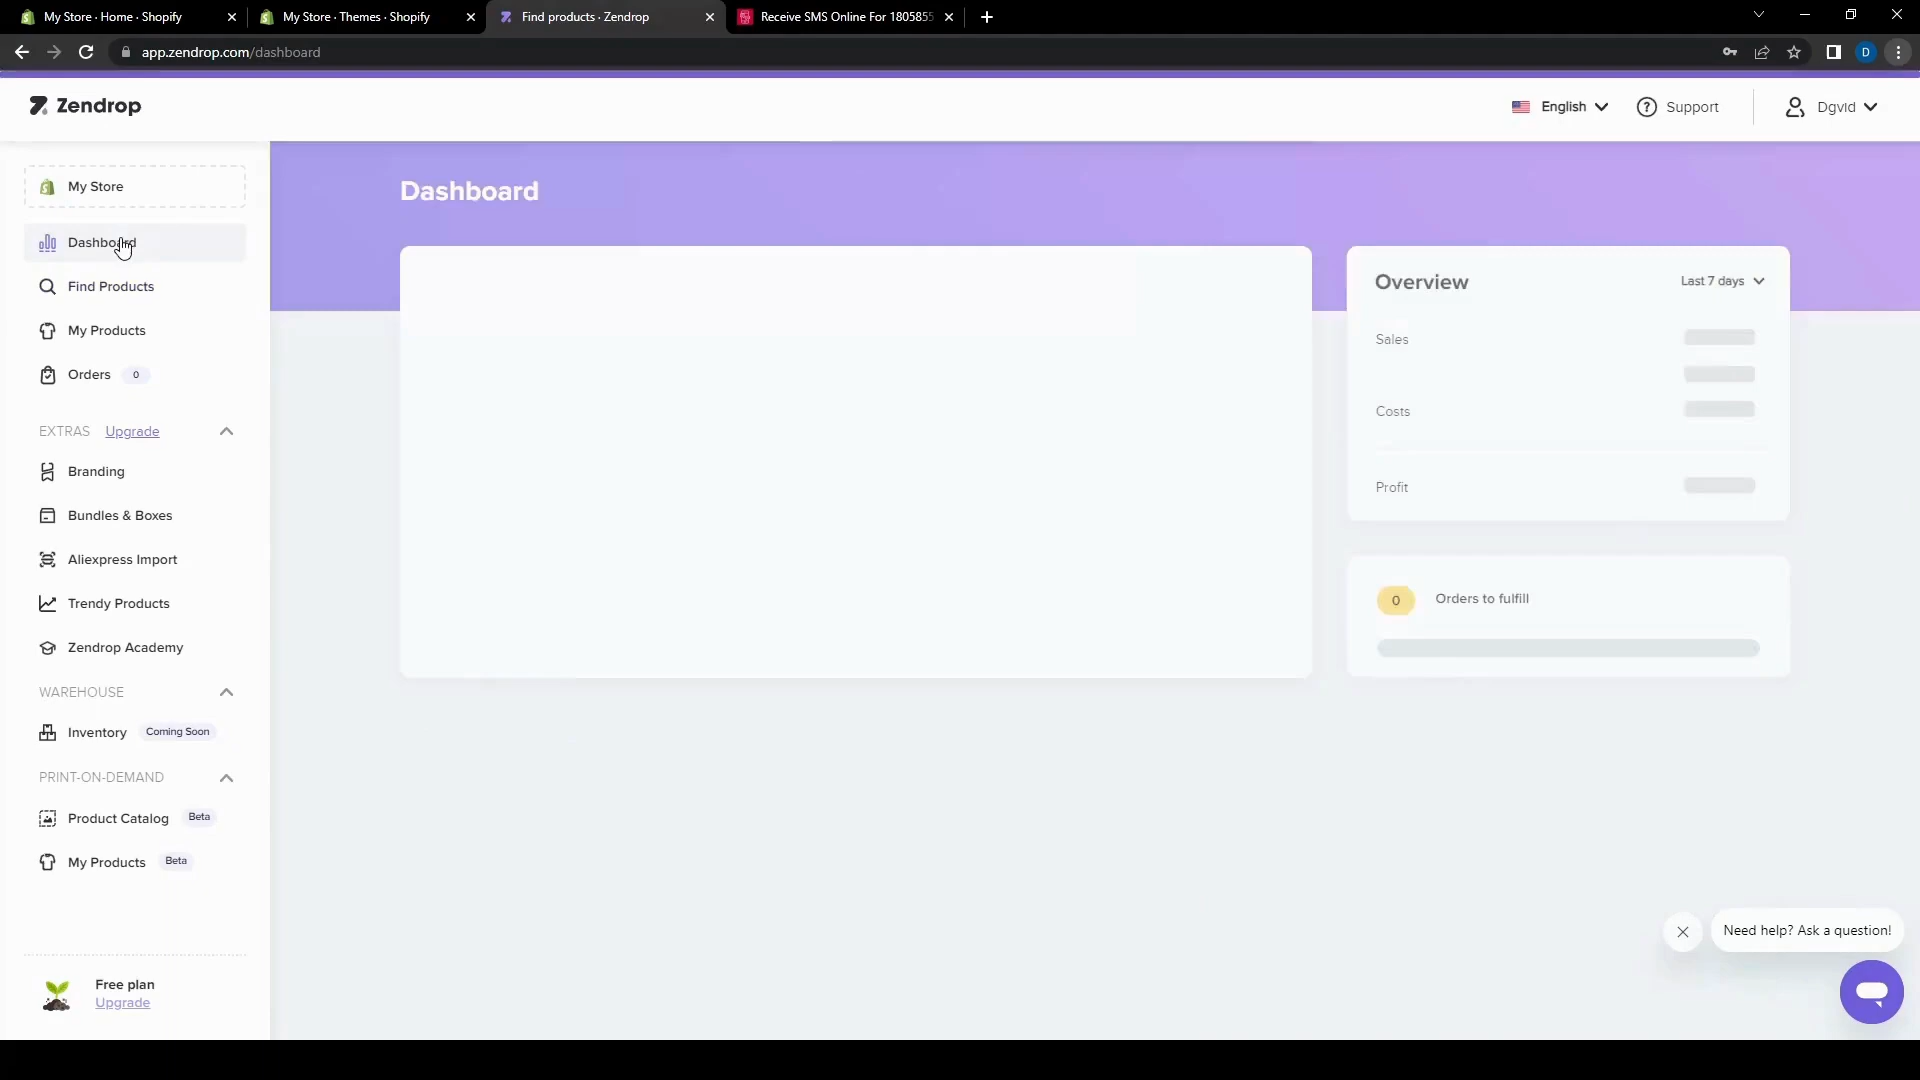 My Store · Home · Shopify
My Store · Themes · Shopify
Find products · Zendrop
Receive SMS Online For 1805855
app.zendrop.com/dashboard
D
Zendrop
English
Support
Dgvid
My Store
Dashboard
Find Products
My Products
Orders 0
EXTRAS Upgrade
Branding
Bundles & Boxes
Aliexpress Import
Trendy Products
Zendrop Academy
WAREHOUSE
Inventory Coming Soon
PRINT-ON-DEMAND
Product Catalog Beta
My Products Beta
Free plan
Upgrade
Dashboard
Overview Last 7 days
Sales
Costs
Profit
0 Orders to fulfill
Need help? Ask a question!